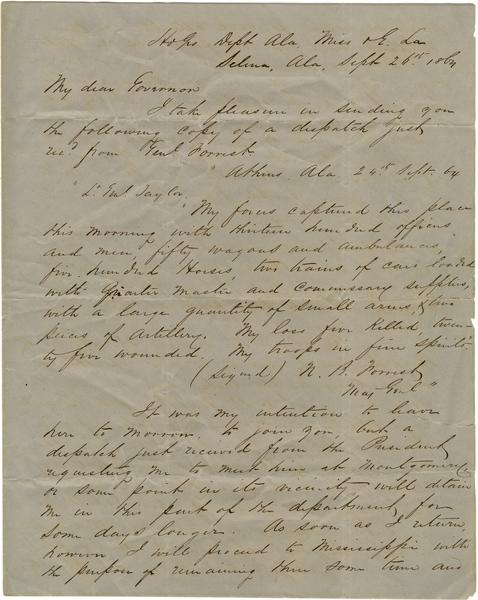 Hd Qrs Dept Ala, Miss & E. La
Selma, Ala, Sept 26th 1864
My dear Governor
I take pleasure in sending you
the following copy of a dispatch just
rec'd from Genl Forrest.
"Athens Ala 24th Sept. 64
"Lt Genl Taylor,
"My forces captured this place
this morning with thirteen hundred officers
and men, fifty wagons and ambulances,
five hundred Horses, two trains of cars loaded
with Quarter master and commissary supplies,
with a large quantity of small arms, & two
pieces of Artillery. My loss five killed, twen-
ty five wounded. My troops in fine spirits.
(Signed) N. B. Forrest
Maj Genl"
It was my intention to leave
here to morrow, to join you, but a
dispatch just received from the President
requesting me to meet him at Montgomery
or some point in its vicinity will detain
me in this part of the department for
some days longer. As soon as I return,
however I will proceed to Mississippi with
the purpose of remaining there some time and